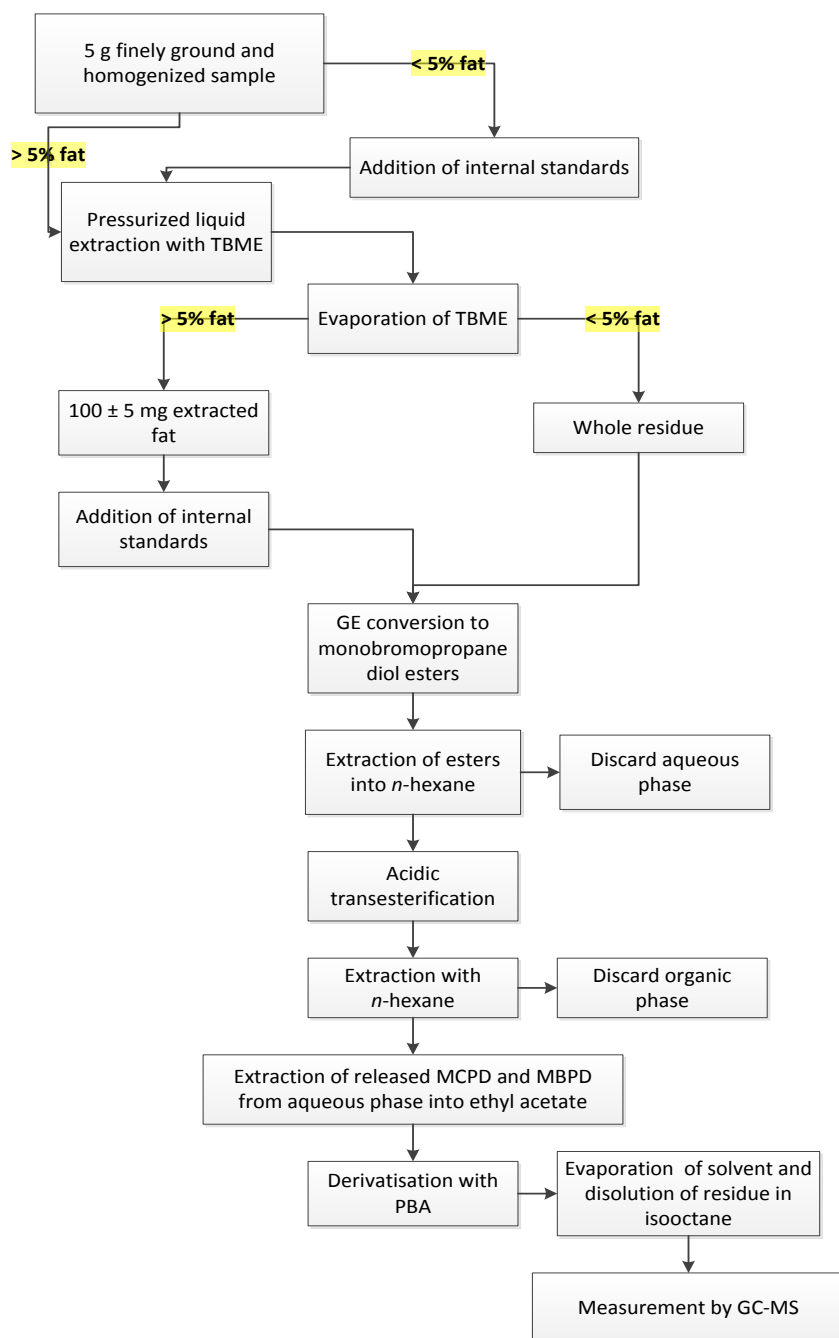 5 g finely ground and
homogenized sample
< 5% fat
> 5% fat
Addition of internal standards
Pressurized liquid
extraction with TBME
Evaporation of TBME
> 5% fat
< 5% fat
100 ± 5 mg extracted
fat
Whole residue
Addition of internal
standards
GE conversion to
monobromopropane
diol esters
Extraction of esters
into n-hexane
Discard aqueous
phase
Acidic
transesterification
Extraction with
n-hexane
Discard organic
phase
Extraction of released MCPD and MBPD
from aqueous phase into ethyl acetate
Derivatisation with
PBA
Evaporation of solvent and
disolution of residue in
isooctane
Measurement by GC-MS